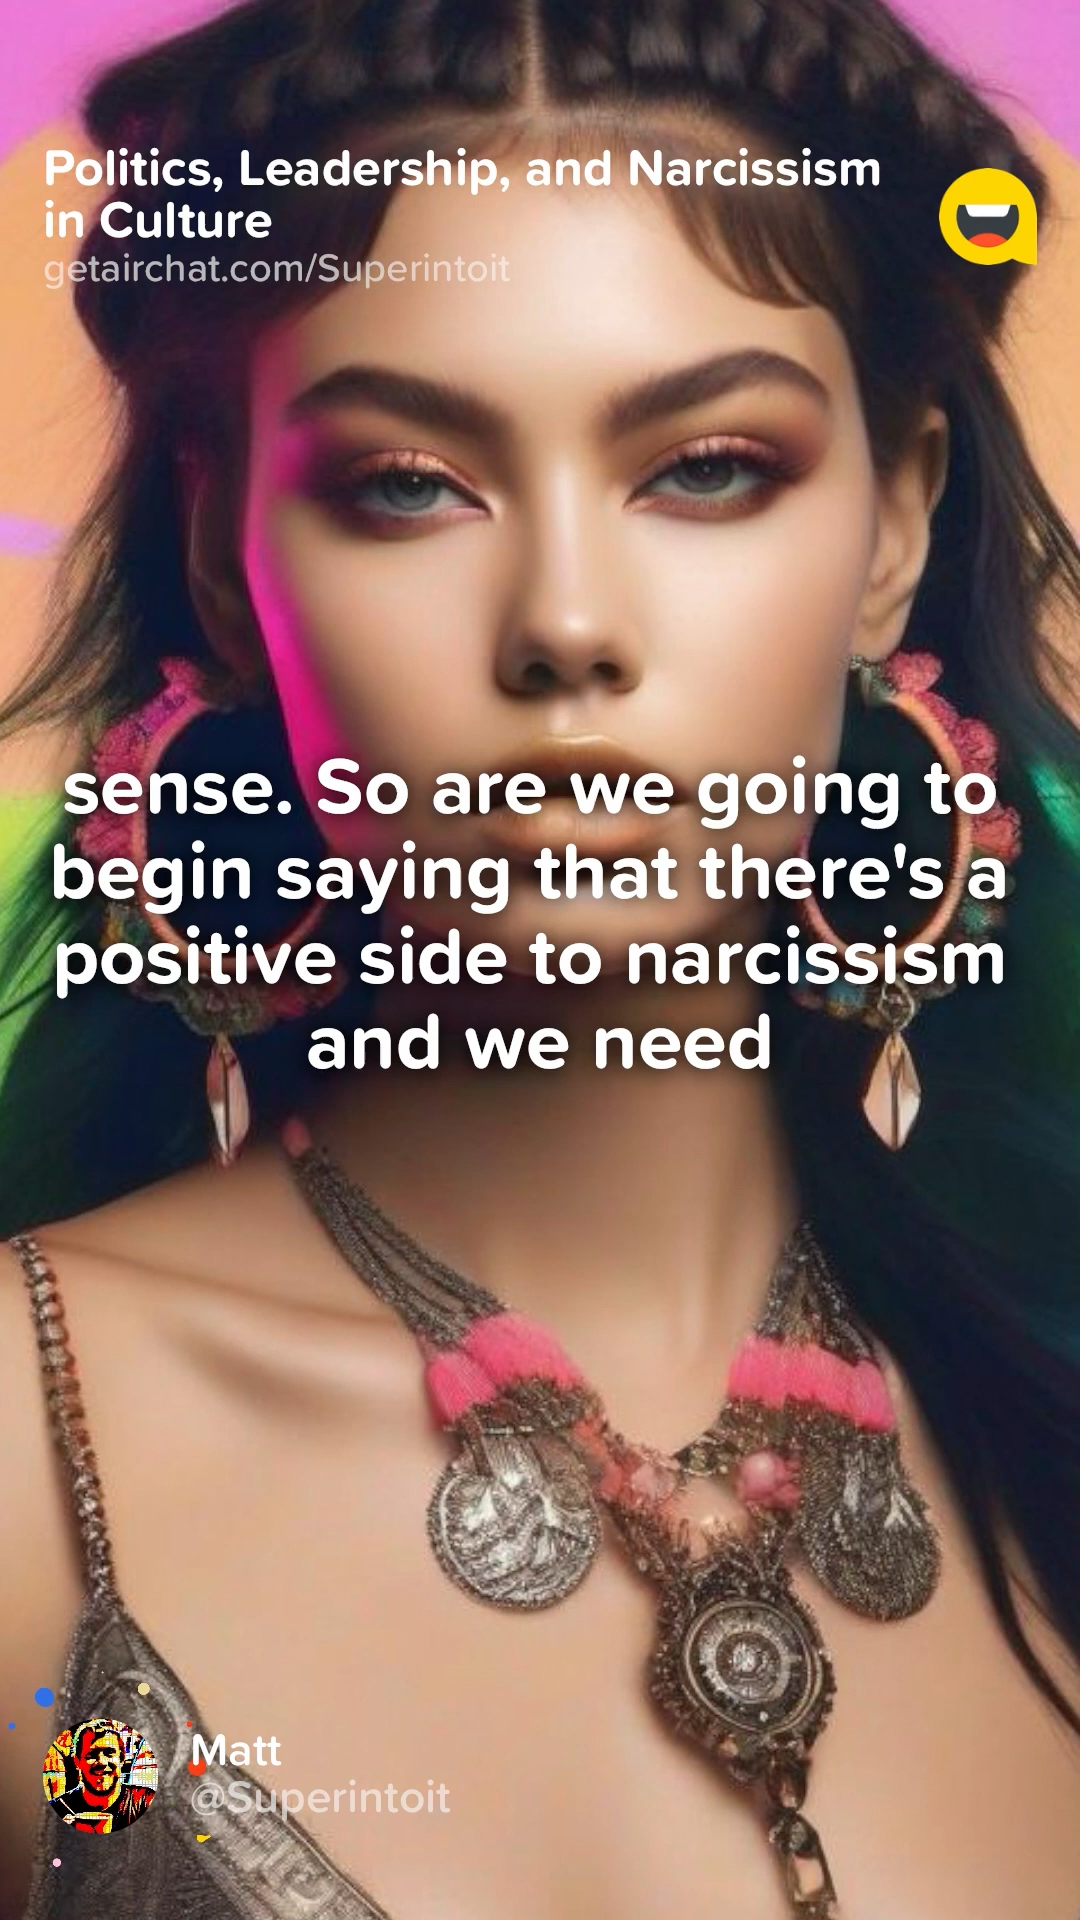 Politics, Leadership, and Narcissism
in Culture
getairchat.com/Superintoit
sense. So are we going to
begin saying that there's a
positive side to narcissism
and we need
Matt
@Superintoit